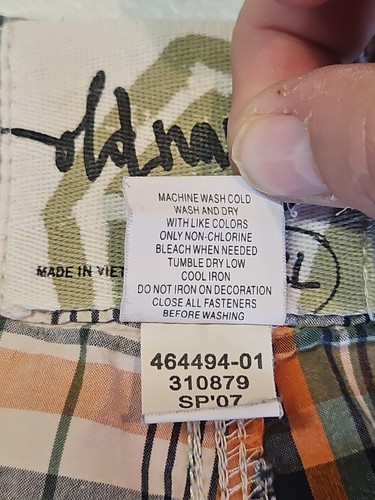 old na
MACHINE WASH COLD
WASH AND DRY
WITH LIKE COLORS
ONLY NON-CHLORINE
BLEACH WHEN NEEDED
TUMBLE DRY LOW
COOL IRON
DO NOT IRON ON DECORATION
CLOSE ALL FASTENERS
BEFORE WASHING
MADE IN VIET
464494-01
310879
SP'07